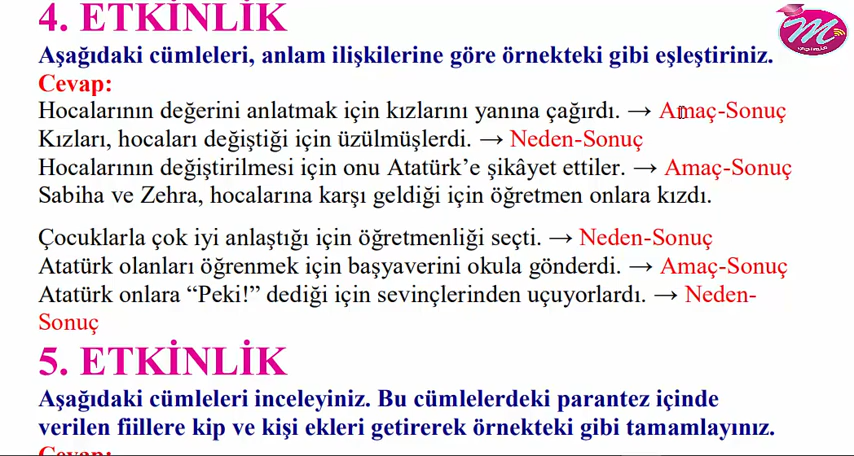 4. ETKİNLİK
Aşağıdaki cümleleri, anlam ilişkilerine göre örnekteki gibi eşleştiriniz.
Cevap:
Hocalarının değerini anlatmak için kızlarını yanına çağırdı. → Amaç-Sonuç
Kızları, hocaları değiştiği için üzülmüşlerdi. → Neden-Sonuç
Hocalarının değiştirilmesi için onu Atatürk’e şikâyet ettiler. → Amaç-Sonuç
Sabiha ve Zehra, hocalarına karşı geldiği için öğretmen onlara kızdı.
Çocuklarla çok iyi anlaştığı için öğretmenliği seçti. → Neden-Sonuç
Atatürk olanları öğrenmek için başyaverini okula gönderdi. → Amaç-Sonuç
Atatürk onlara “Peki!” dediği için sevinçlerinden uçuyorlardı. → Neden-
Sonuç
5. ETKİNLİK
Aşağıdaki cümleleri inceleyiniz. Bu cümlelerdeki parantez içinde
verilen fiillere kip ve kişi ekleri getirerek örnekteki gibi tamamlayınız.
Cevap: